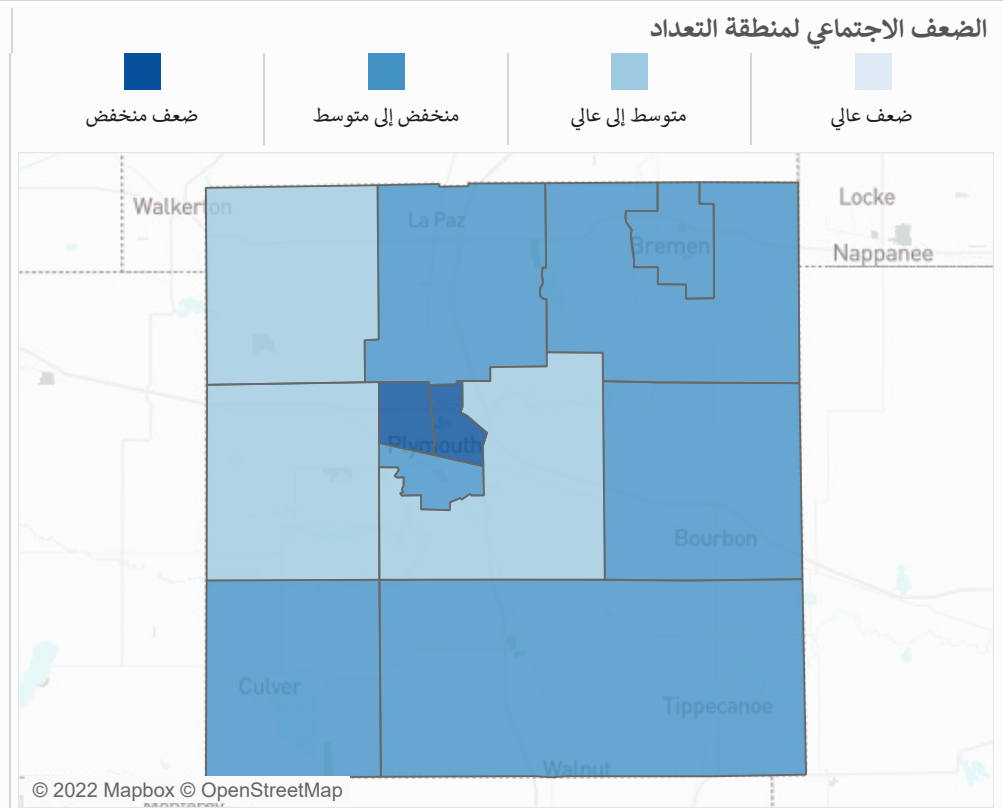 الضعف الاجتماعي لمنطقة التعداد
ضعف عالي
متوسط إلى عالي
منخفض إلى متوسط
ضعف منخفض
Walkerton
La Paz
Locke
Bremen
Nappanee
Plymouth
Bourbon
Culver
Tippecanoe
Walnut
© 2022 Mapbox © OpenStreetMap
Monterey